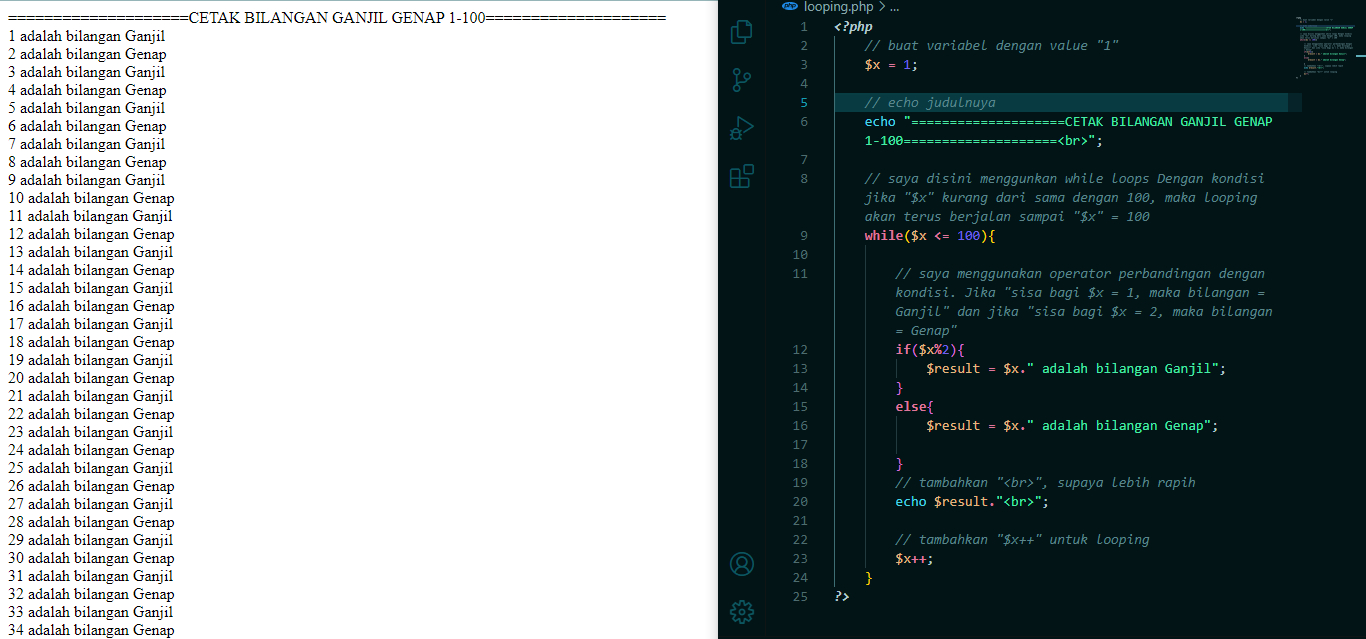 ====================CETAK BILANGAN GANJIL GENAP 1-100====================
1 adalah bilangan Ganjil
2 adalah bilangan Genap
3 adalah bilangan Ganjil
4 adalah bilangan Genap
5 adalah bilangan Ganjil
6 adalah bilangan Genap
7 adalah bilangan Ganjil
8 adalah bilangan Genap
9 adalah bilangan Ganjil
10 adalah bilangan Genap
11 adalah bilangan Ganjil
12 adalah bilangan Genap
13 adalah bilangan Ganjil
14 adalah bilangan Genap
15 adalah bilangan Ganjil
16 adalah bilangan Genap
17 adalah bilangan Ganjil
18 adalah bilangan Genap
19 adalah bilangan Ganjil
20 adalah bilangan Genap
21 adalah bilangan Ganjil
22 adalah bilangan Genap
23 adalah bilangan Ganjil
24 adalah bilangan Genap
25 adalah bilangan Ganjil
26 adalah bilangan Genap
27 adalah bilangan Ganjil
28 adalah bilangan Genap
29 adalah bilangan Ganjil
30 adalah bilangan Genap
31 adalah bilangan Ganjil
32 adalah bilangan Genap
33 adalah bilangan Ganjil
34 adalah bilangan Genap
php looping.php > ...
1 <?php
2 // buat variabel dengan value "1"
3 $x = 1;
4
5 // echo judulnuya
6 echo "====================CETAK BILANGAN GANJIL GENAP
1-100====================<br>";
7
8 // saya disini menggunkan while loops Dengan kondisi
jika "$x" kurang dari sama dengan 100, maka looping
akan terus berjalan sampai "$x" = 100
9 while($x <= 100){
10
11 // saya menggunakan operator perbandingan dengan
kondisi. Jika "sisa bagi $x = 1, maka bilangan =
Ganjil" dan jika "sisa bagi $x = 2, maka bilangan
= Genap"
12 if($x%2){
13 $result = $x." adalah bilangan Ganjil";
14 }
15 else{
16 $result = $x." adalah bilangan Genap";
17
18 }
19 // tambahkan "<br>", supaya lebih rapih
20 echo $result."<br>";
21
22 // tambahkan "$x++" untuk looping
23 $x++;
24 }
25 ?>